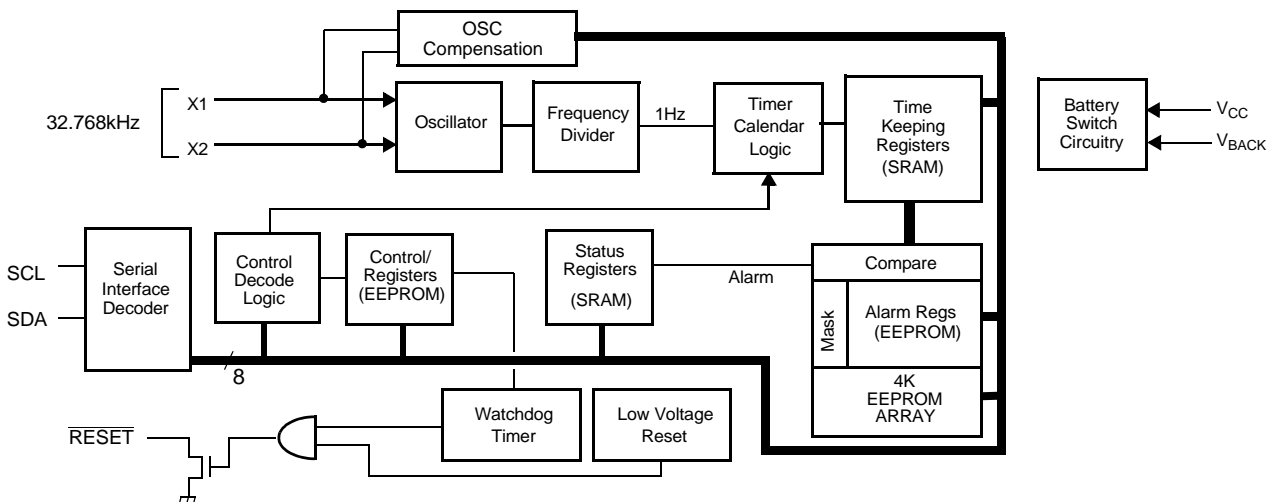 OSC
Compensation
32.768kHz
X1
X2
Oscillator
Frequency
Divider
1Hz
Timer
Calendar
Logic
Time
Keeping
Registers
(SRAM)
Battery
Switch
Circuitry
VCC
VBACK
SCL
SDA
Serial
Interface
Decoder
Control
Decode
Logic
Control/
Registers
(EEPROM)
Status
Registers
(SRAM)
Alarm
Compare
Mask
Alarm Regs
(EEPROM)
4K
EEPROM
ARRAY
8
RESET
Watchdog
Timer
Low Voltage
Reset